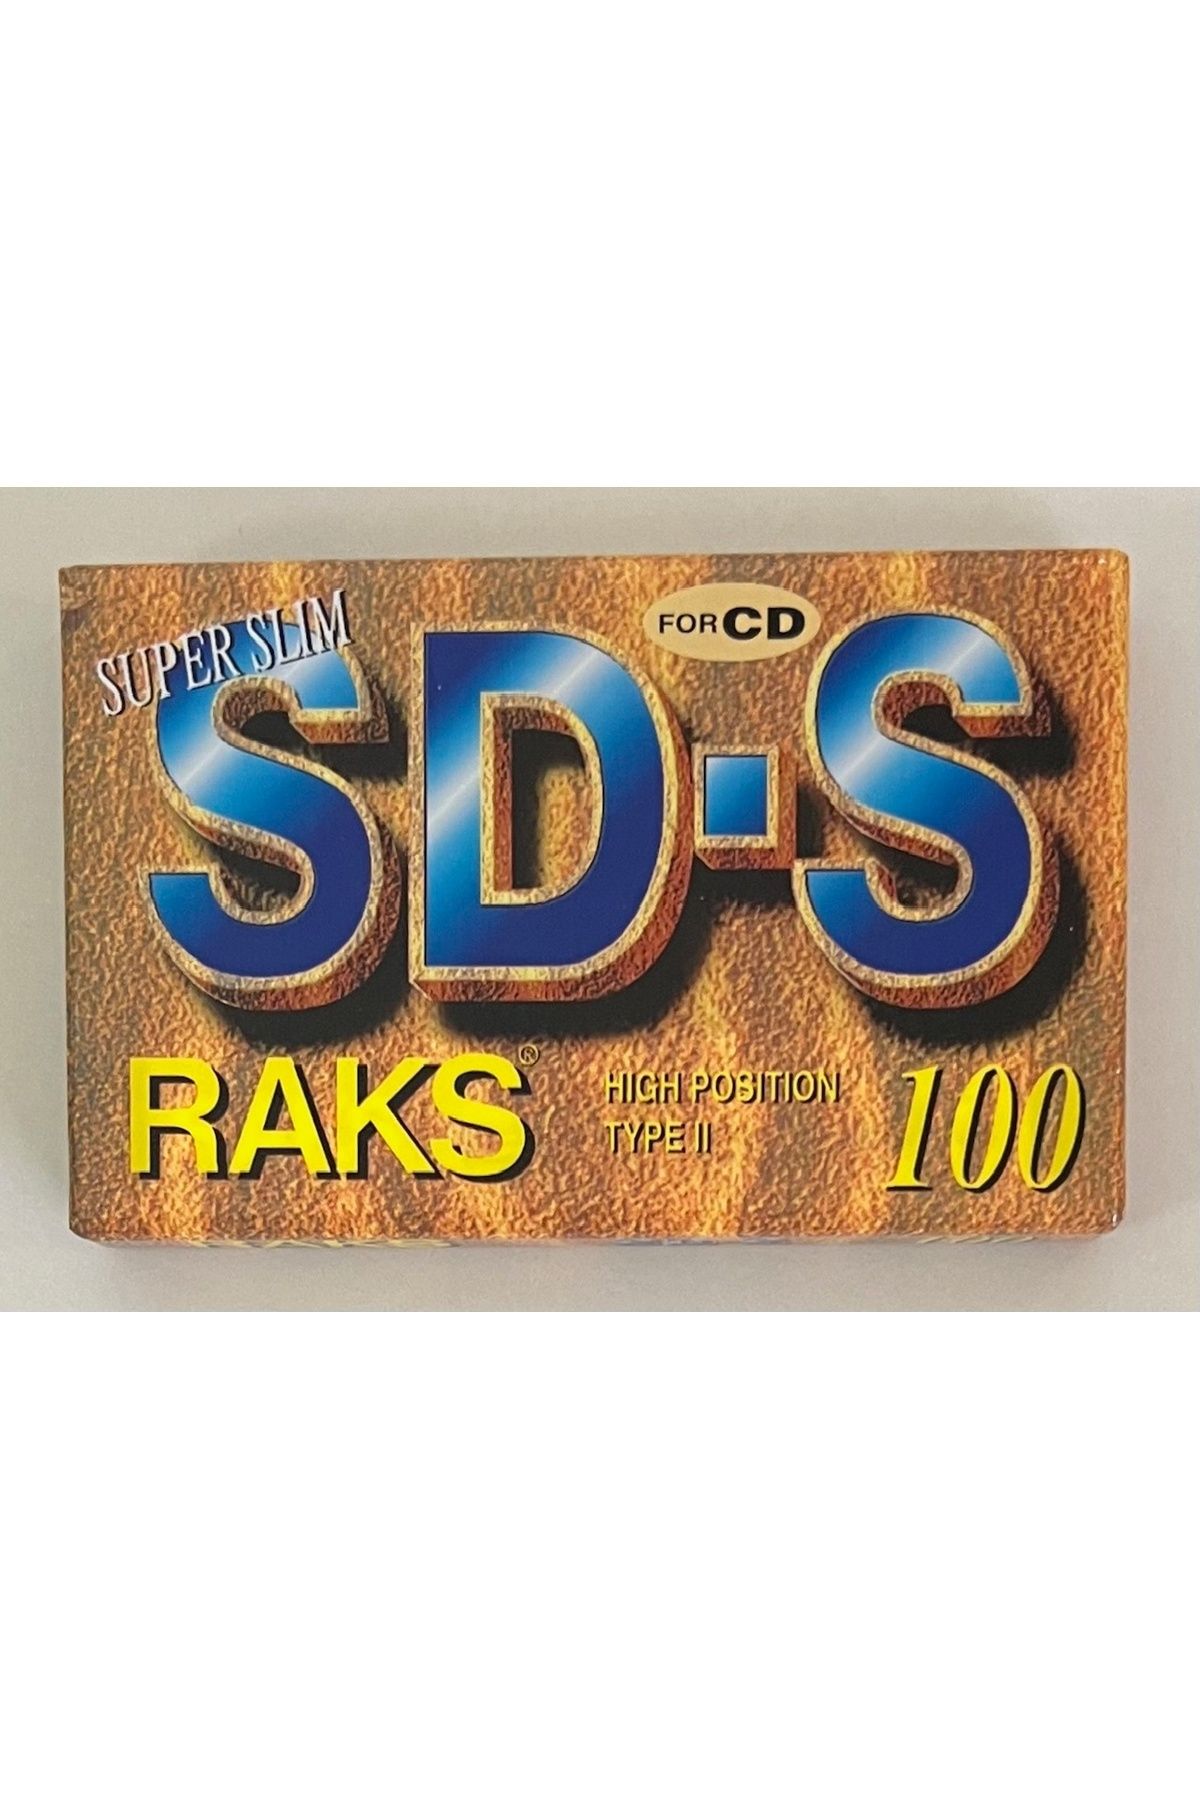 SUPER SLIM
FOR CD
SD·S
RAKS®
HIGH POSITION
TYPE II
100